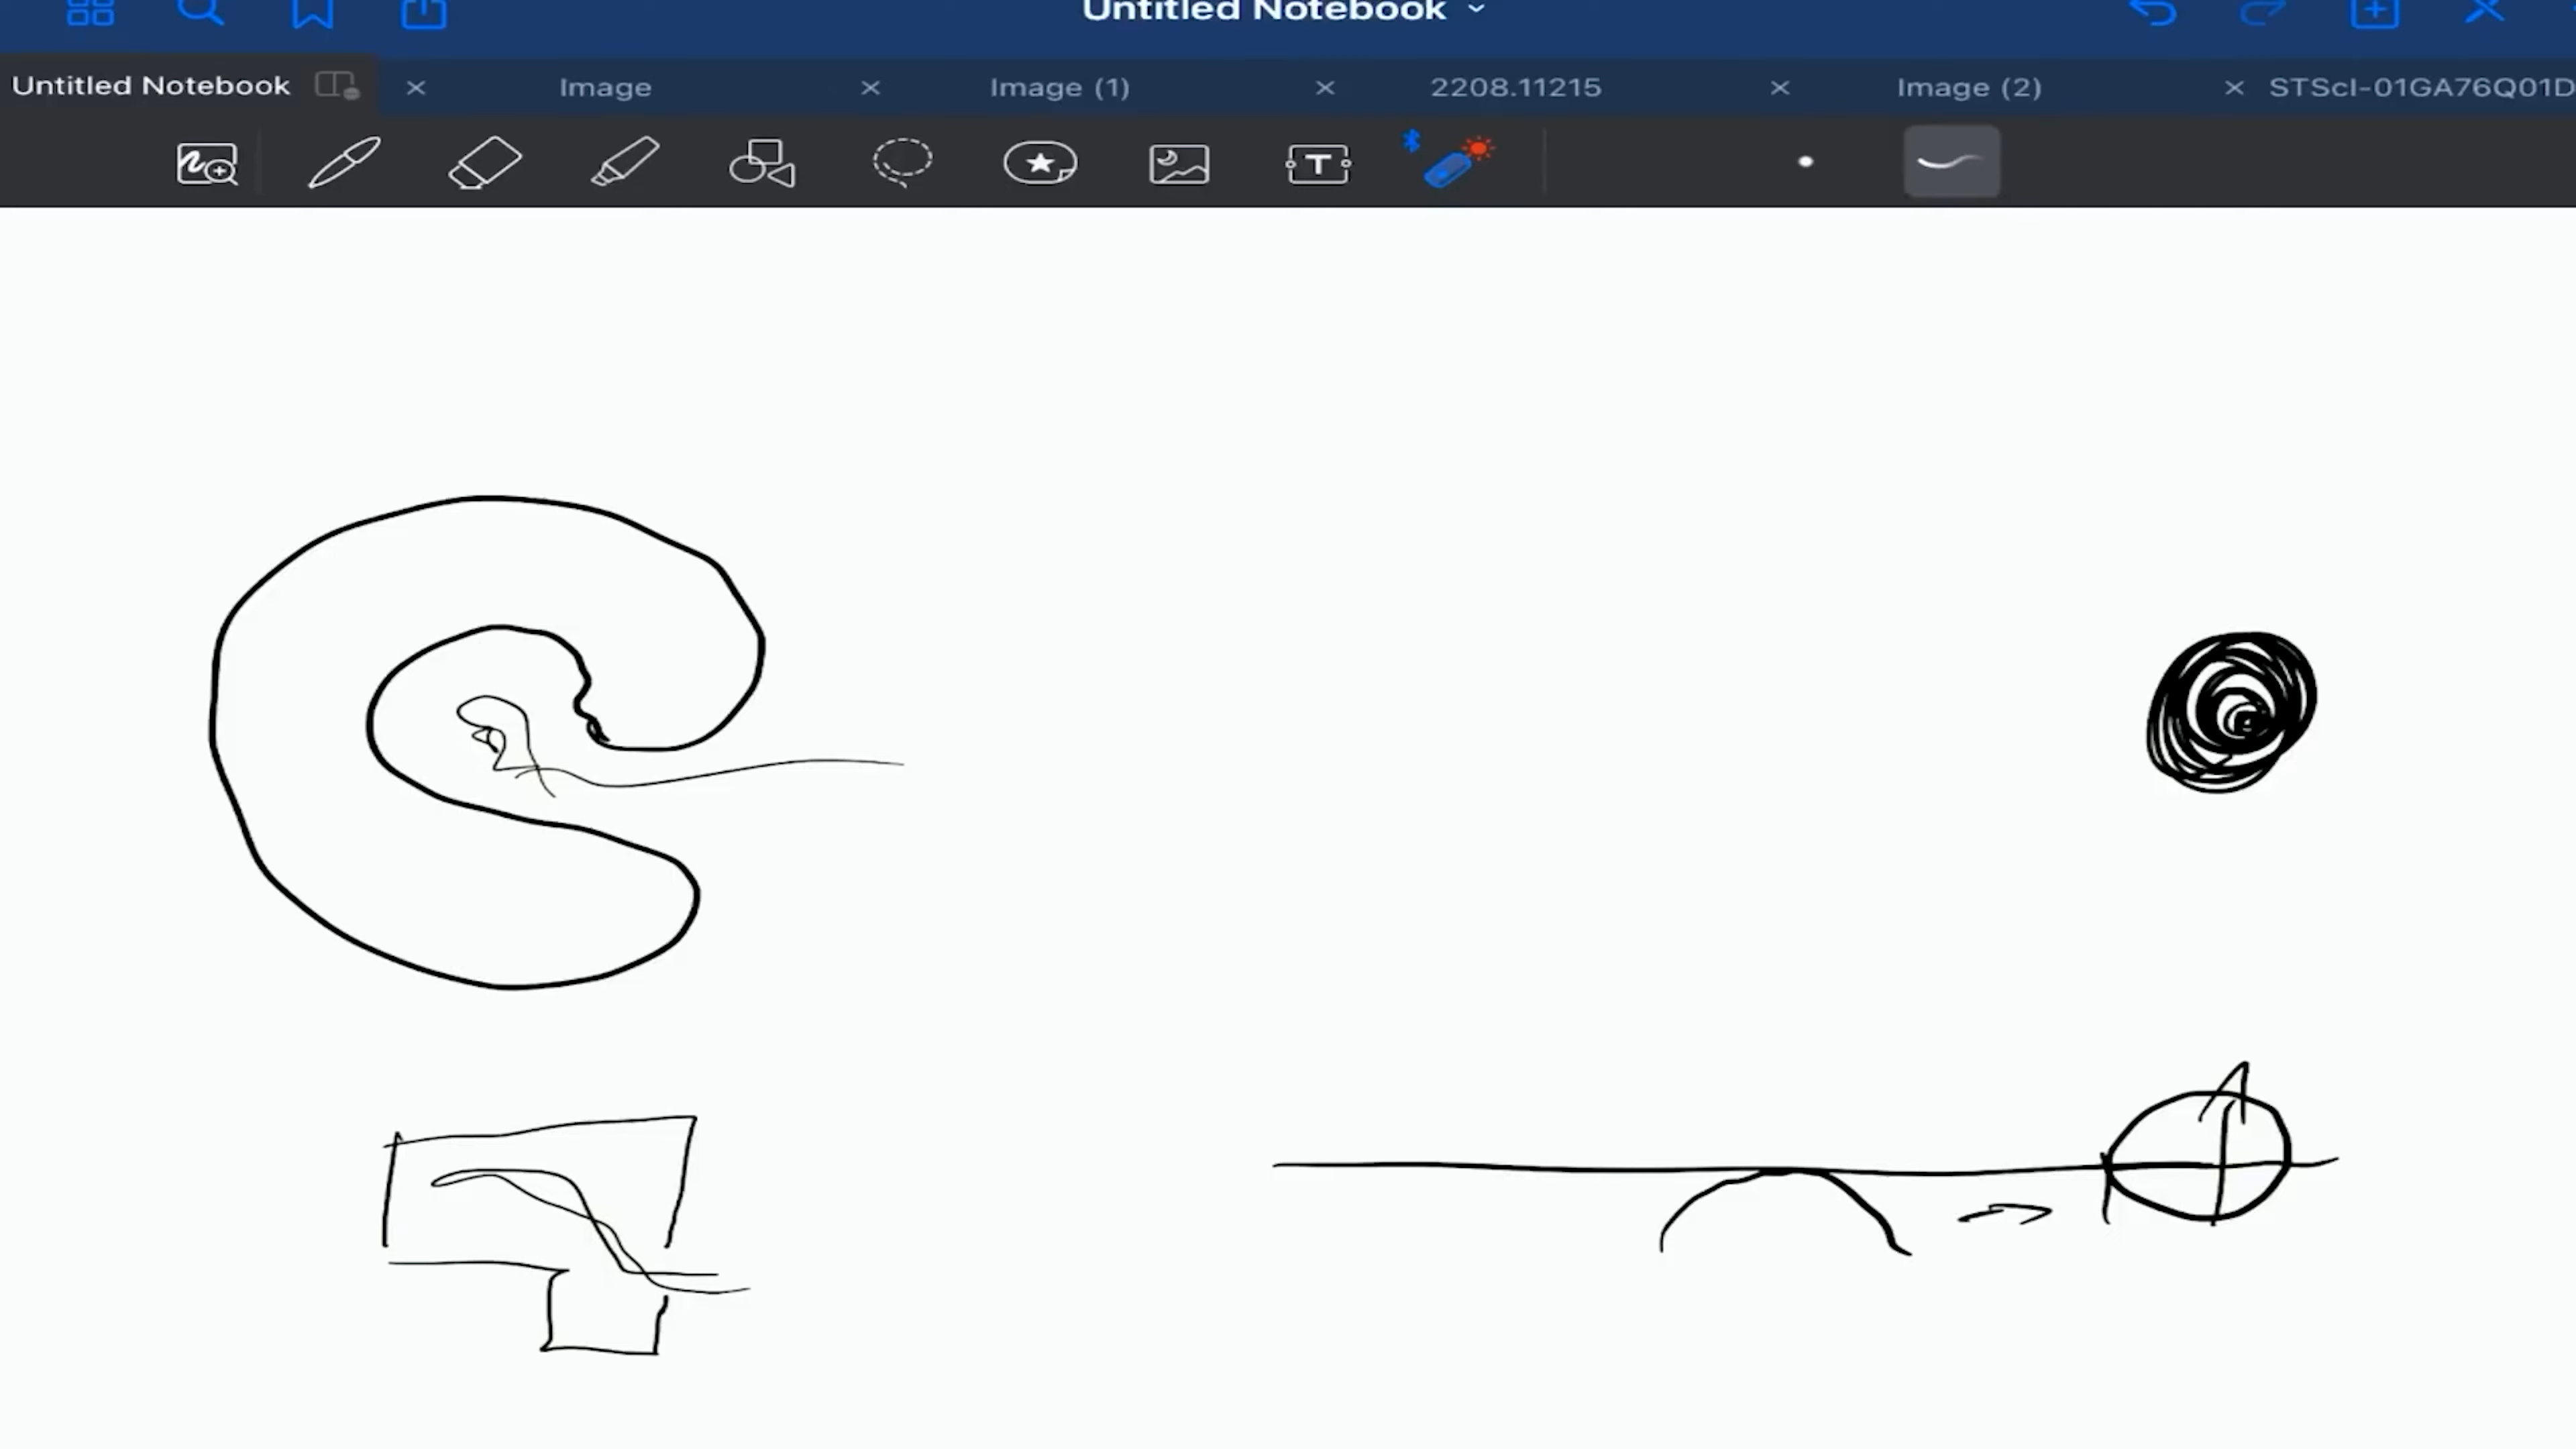 Untitled Notebook
Untitled Notebook
Image
Image (1)
2208.11215
Image (2)
STScI-01GA76Q01D
T